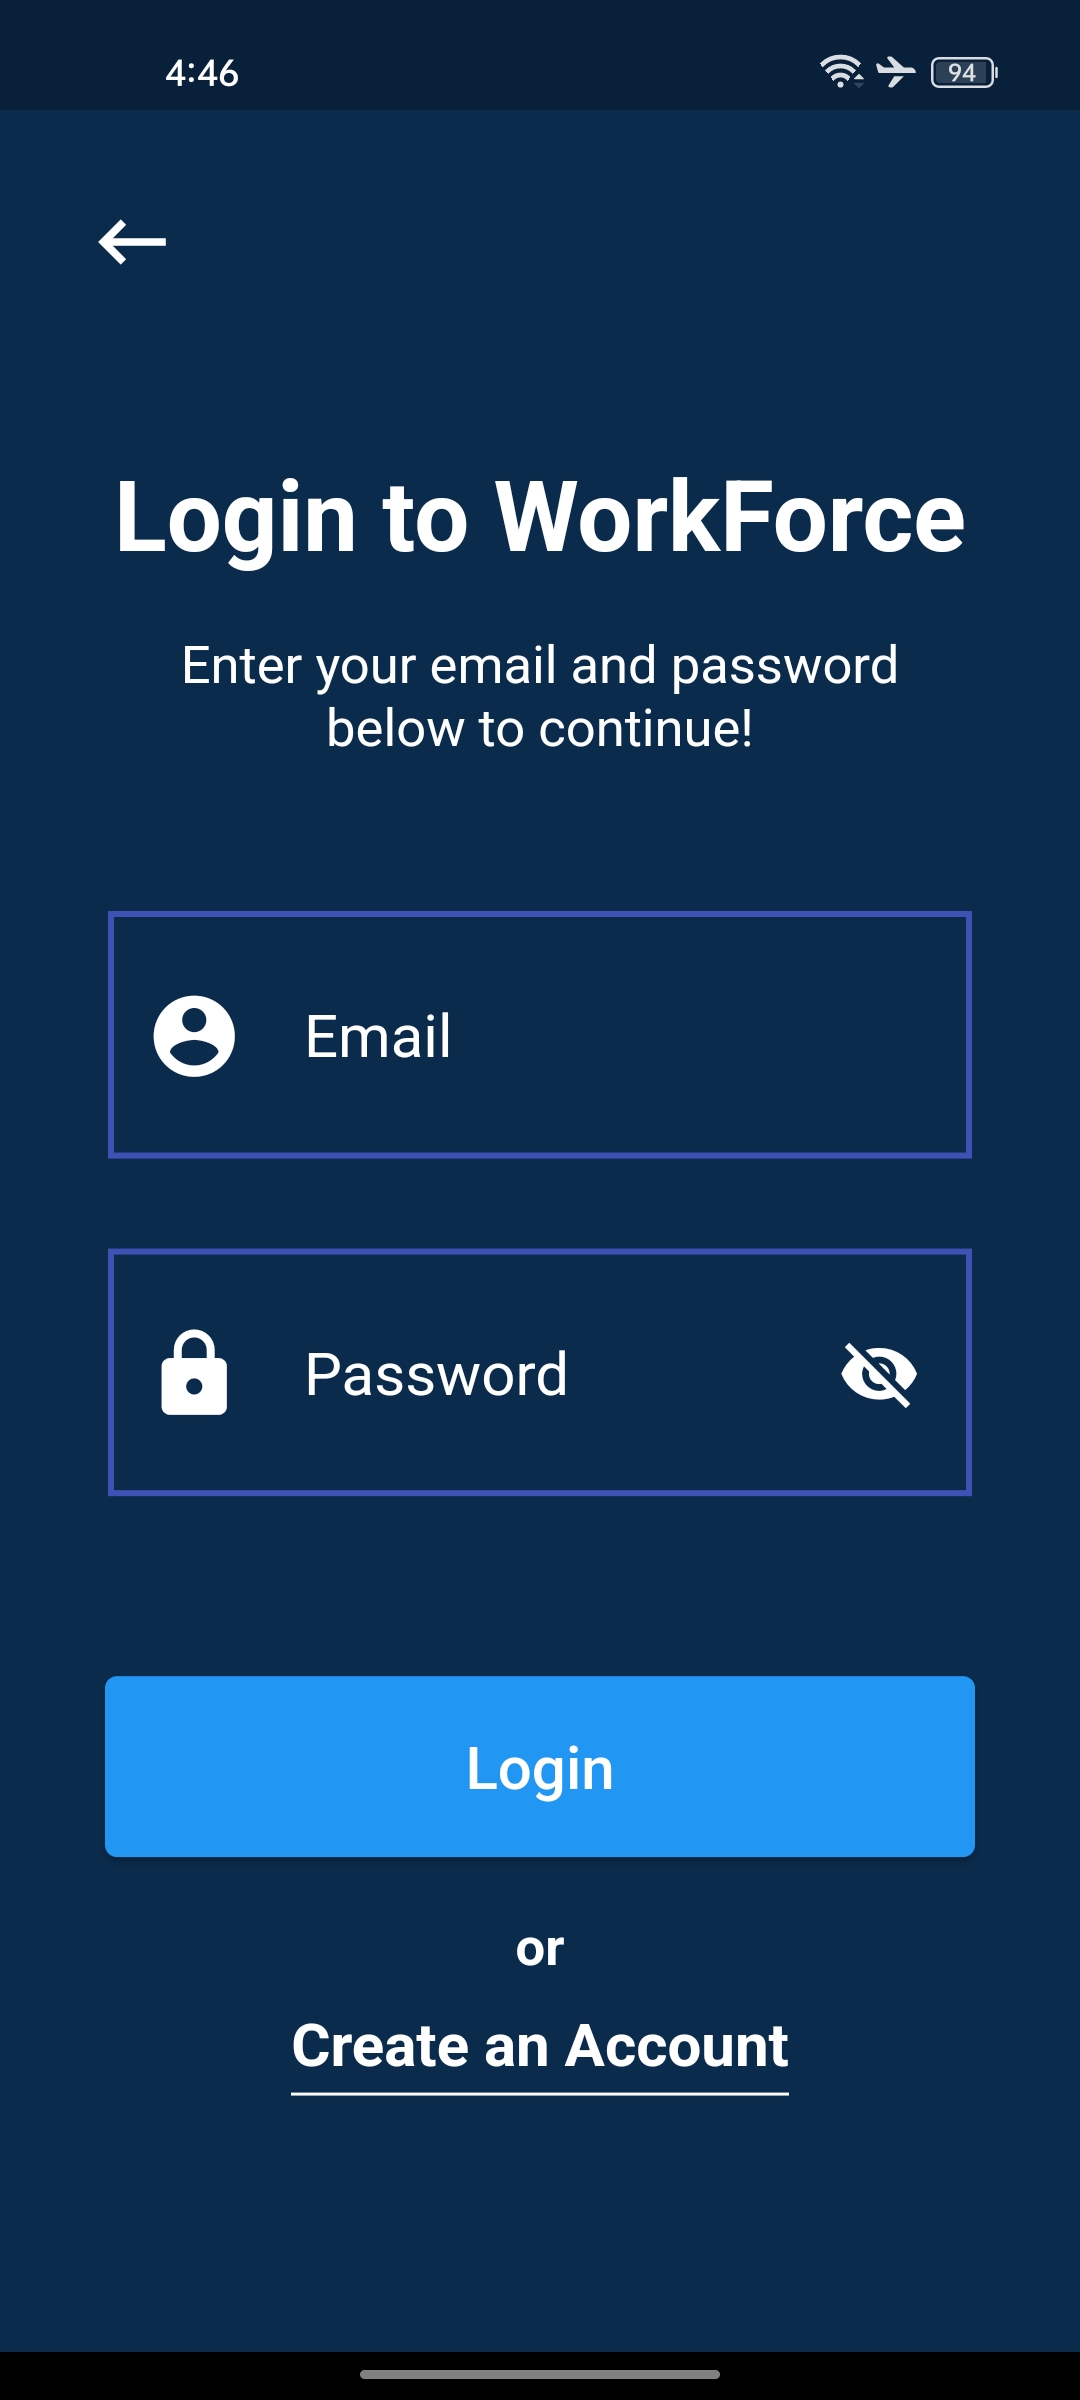 4:46
94
Login to WorkForce
Enter your email and password
below to continue!
Email
Password
Login
or
Create an Account